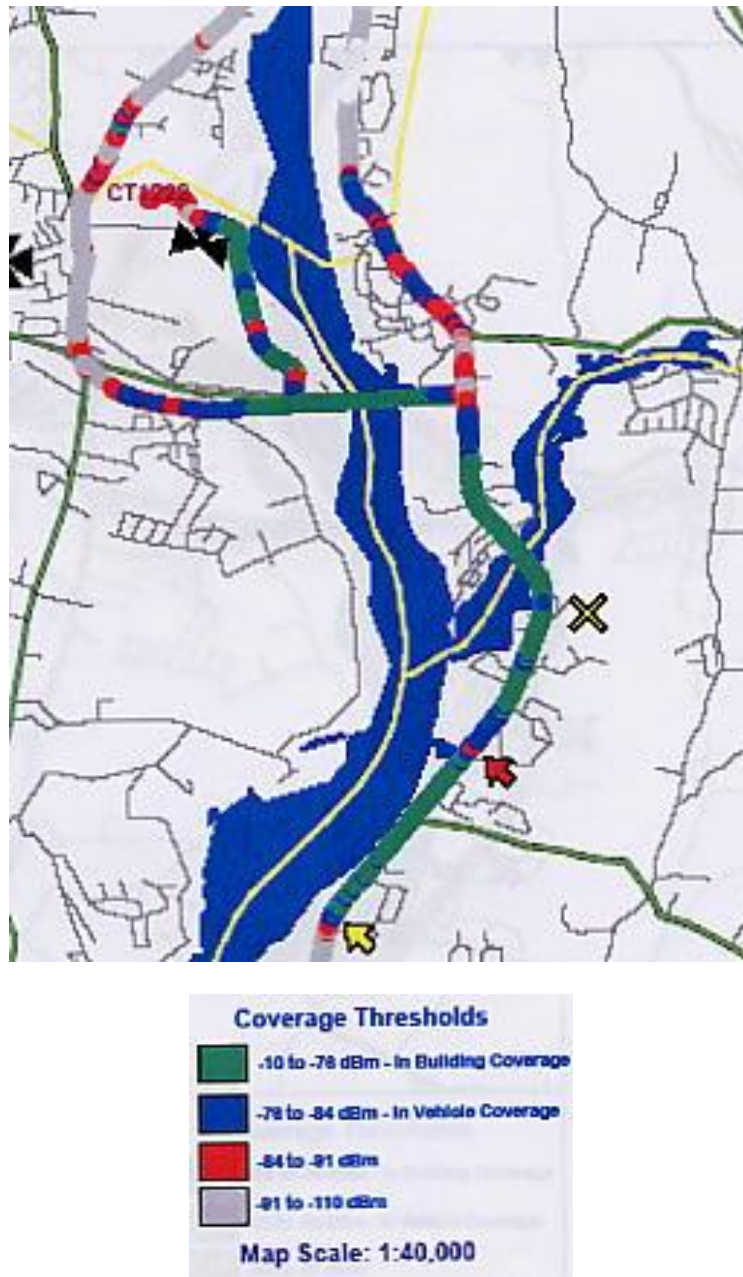 Coverage Thresholds
-10 to -76 dBm - In Building Coverage
-76 to -84 dBm - In Vehicle Coverage
-84 to -91 dBm
-91 to -110 dBm
Map Scale: 1:40,000